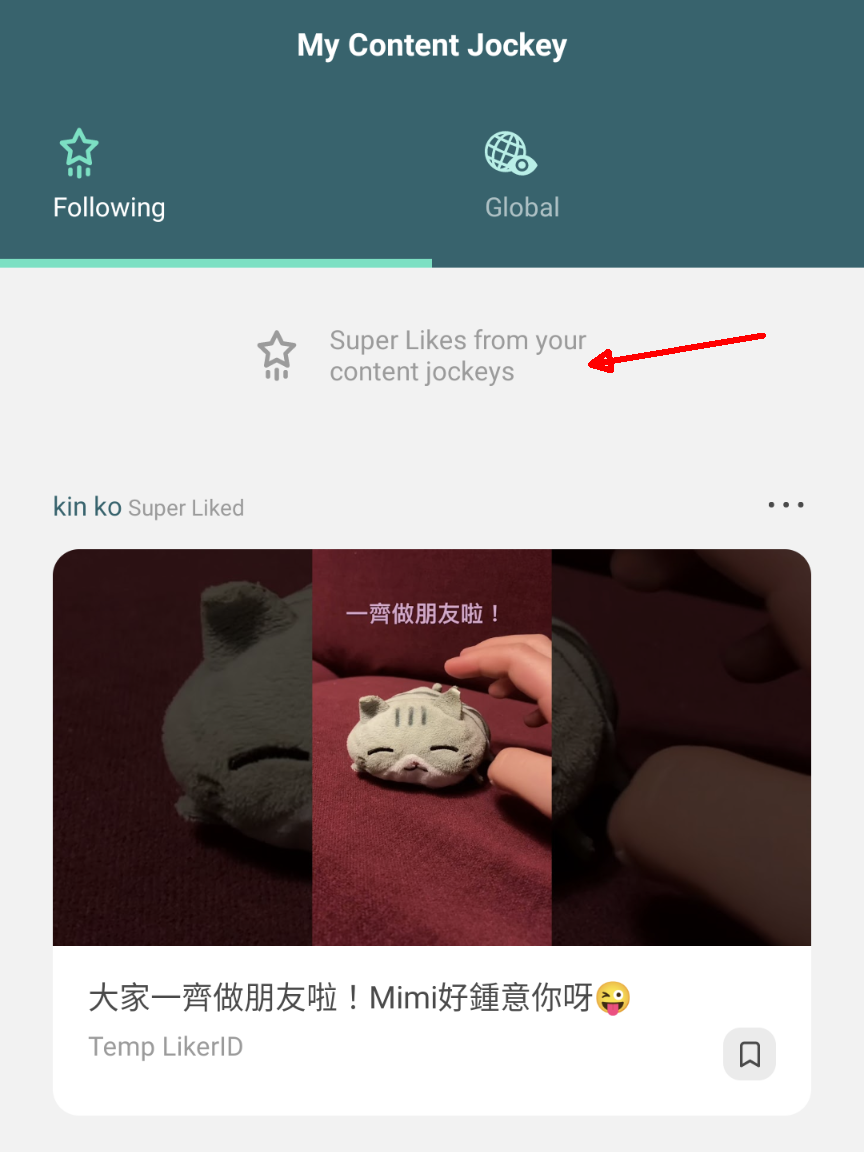 My Content Jockey
Following
Global
Super Likes from your
content jockeys
kin ko Super Liked
一齊做朋友啦！
大家一齊做朋友啦！Mimi好鍾意你呀😜
Temp LikerID